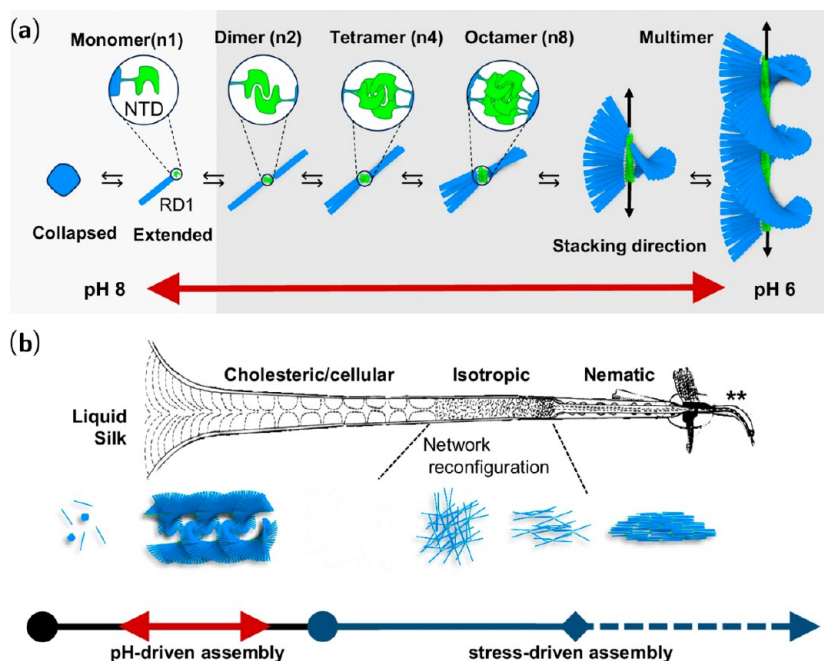 (a)
Monomer(n1)
Dimer (n2)
Tetramer (n4)
Octamer (n8)
Multimer
NTD
RD1
Collapsed
Extended
Stacking direction
pH 8
pH 6
(b)
Cholesteric/cellular
Isotropic
Nematic
**
Liquid
Silk
Network
reconfiguration
pH-driven assembly
stress-driven assembly